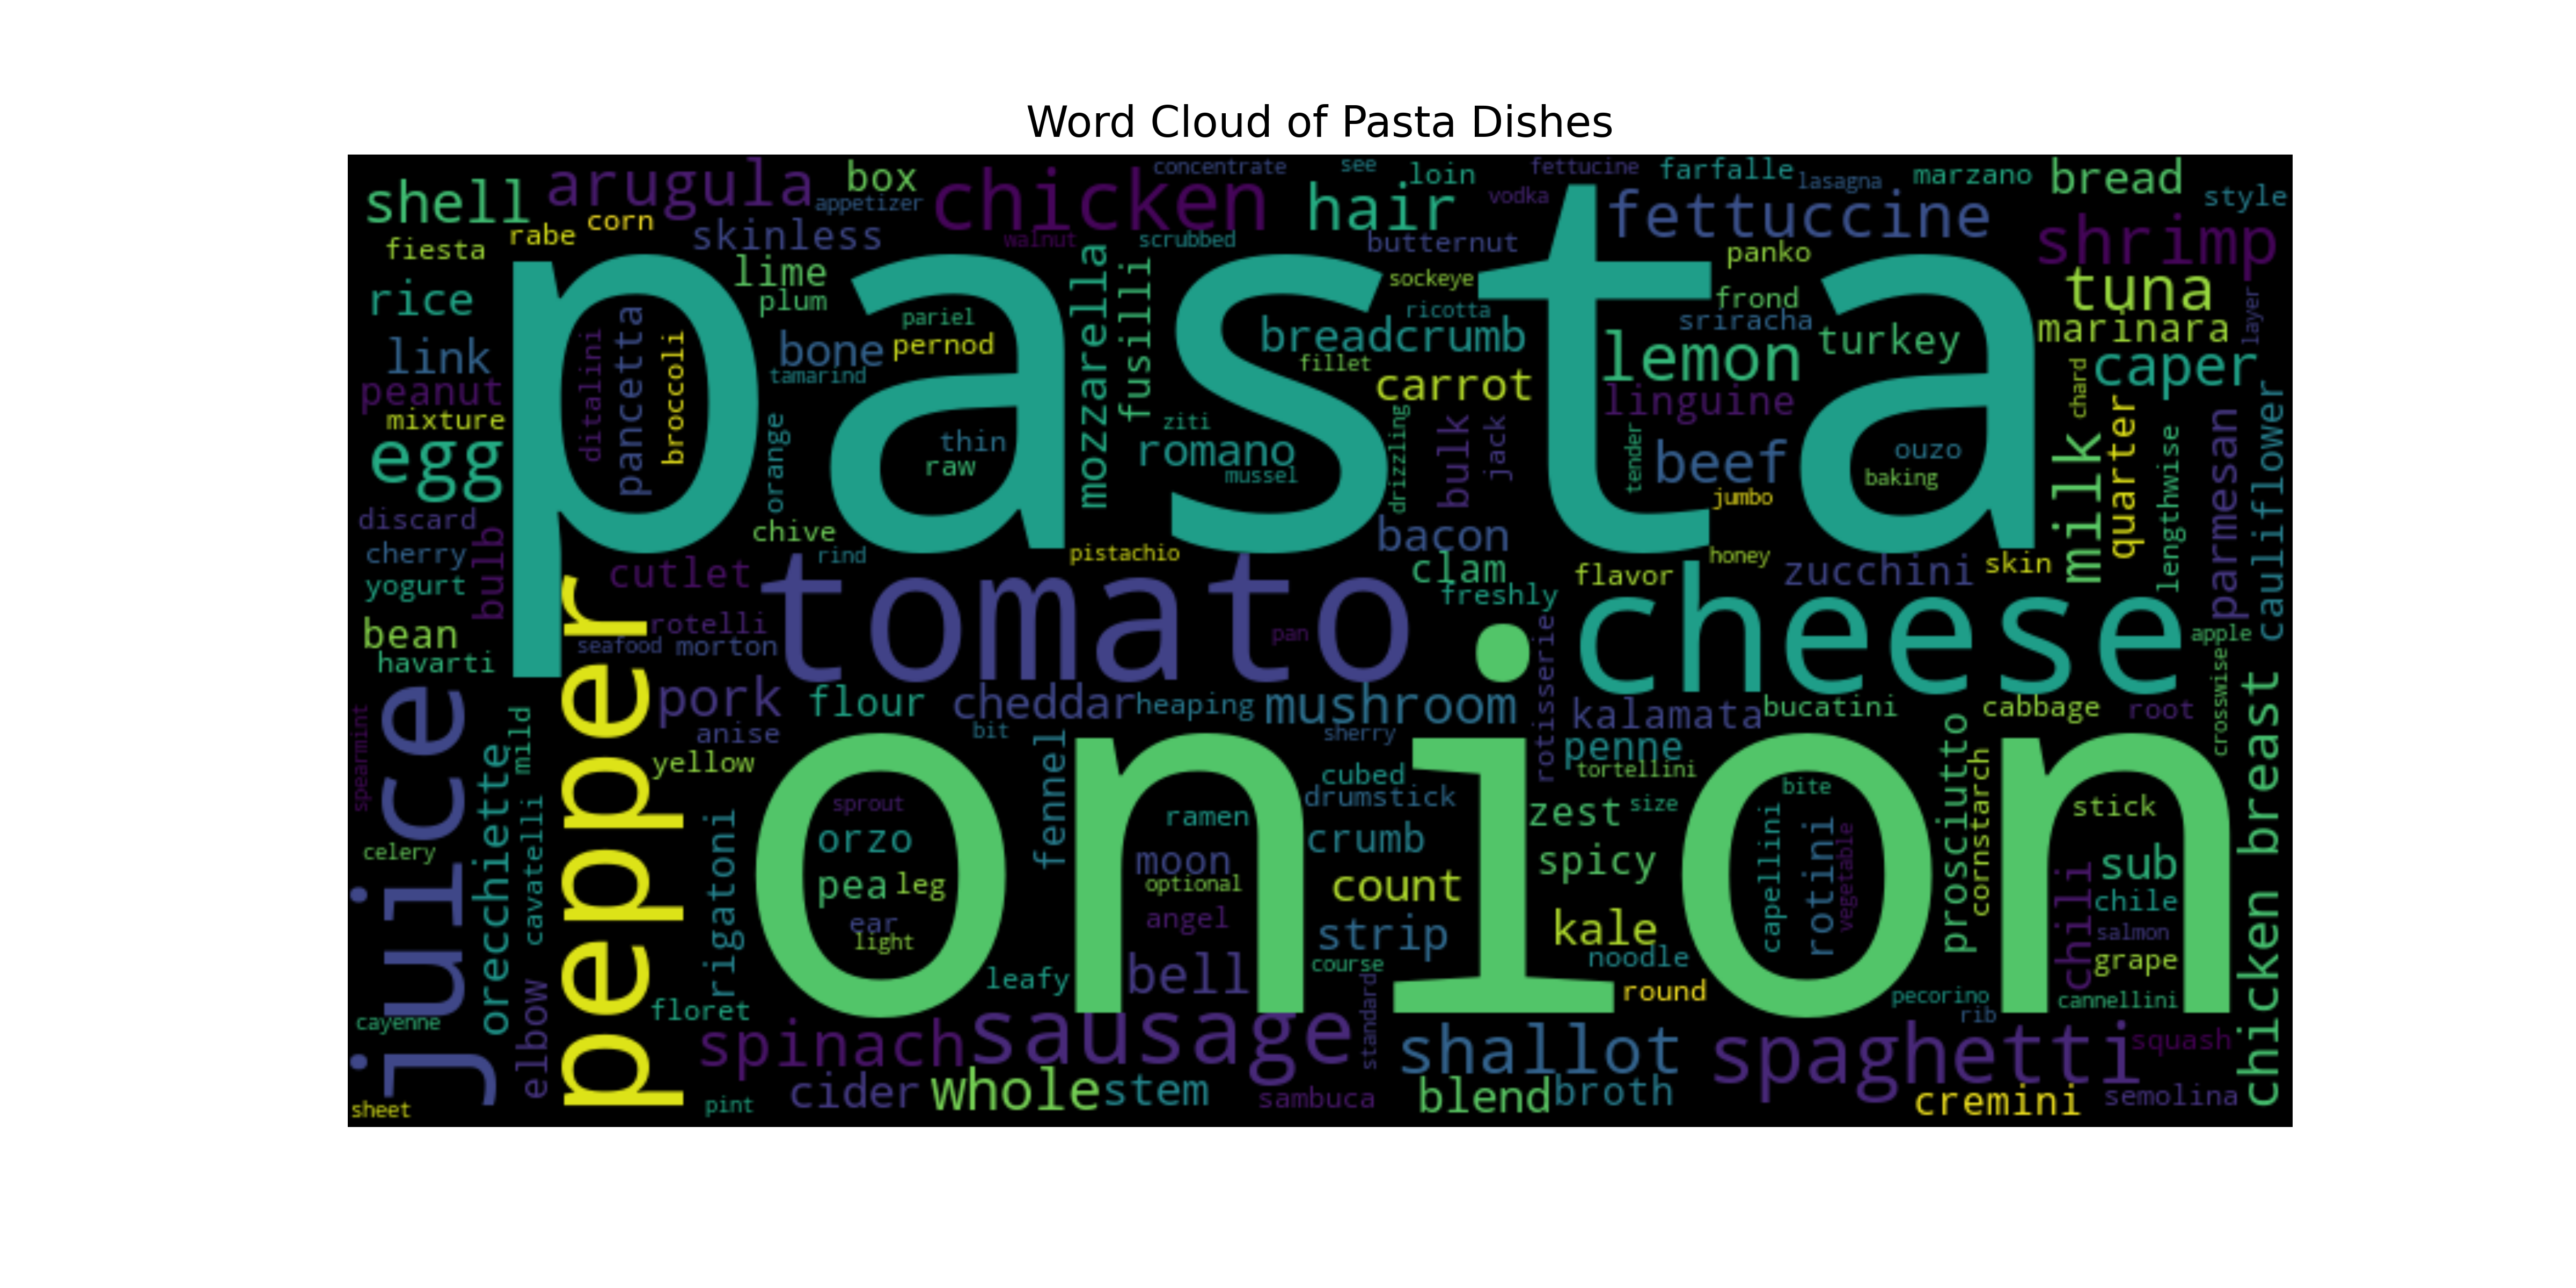 Word Cloud of Pasta Dishes
shell
arugula
box
appetizer
chicken
concentrate
see
loin
hair
vodka
fettucine
farfalle
lasagna
marzano
bread
style
fiesta
rabe
corn
skinless
walnut
scrubbed
butternut
fettuccine
panko
shrimp
rice
lime
plum
mozzarella
fusilli
sockeye
ricotta
frond
sriracha
tuna
marinara
layer
pasta
link
peanut
mixture
ditalini
pancetta
broccoli
bone
pariel
pernod
tamarind
breadcrumb
fillet
carrot
lemon
turkey
linguine
caper
chard
egg
orange
thin
raw
ziti
romano
mussel
drizzling
bulk
jack
tender
beef
jumbo
ouzo
baking
milk
quarter
lengthwise
parmesan
cauliflower
discard
cherry
yogurt
bulb
chive
rind
pistachio
bacon
clam
freshly
honey
flavor
zucchini
skin
cutlet
tomato
cheese
bean
havarti
rotelli
seafood
morton
pan
rotisserie
apple
crosswise
juice
pepper
pork
flour
cheddar
heaping
mushroom
kalamata
bucatini
cabbage
root
spearmint
orecchiette
mild
anise
bit
sherry
penne
tortellini
prosciutto
cornstarch
chicken breast
yellow
onion
fennel
cubed
drumstick
zest
size
bite
stick
celery
cavatelli
rigatoni
sprout
orzo
pea
leg
ear
light
ramen
moon
optional
angel
crumb
count
strip
spicy
kale
noodle
capellini
rotini
vegetable
chilli
sub
chile
salmon
grape
cayenne
elbow
floret
leafy
bell
course
standard
round
pecorino
rib
cannellini
spinach
sausage
shallot
spaghetti
squash
sheet
pint
cider
whole
stem
sambuca
blend
broth
cremini
semolina